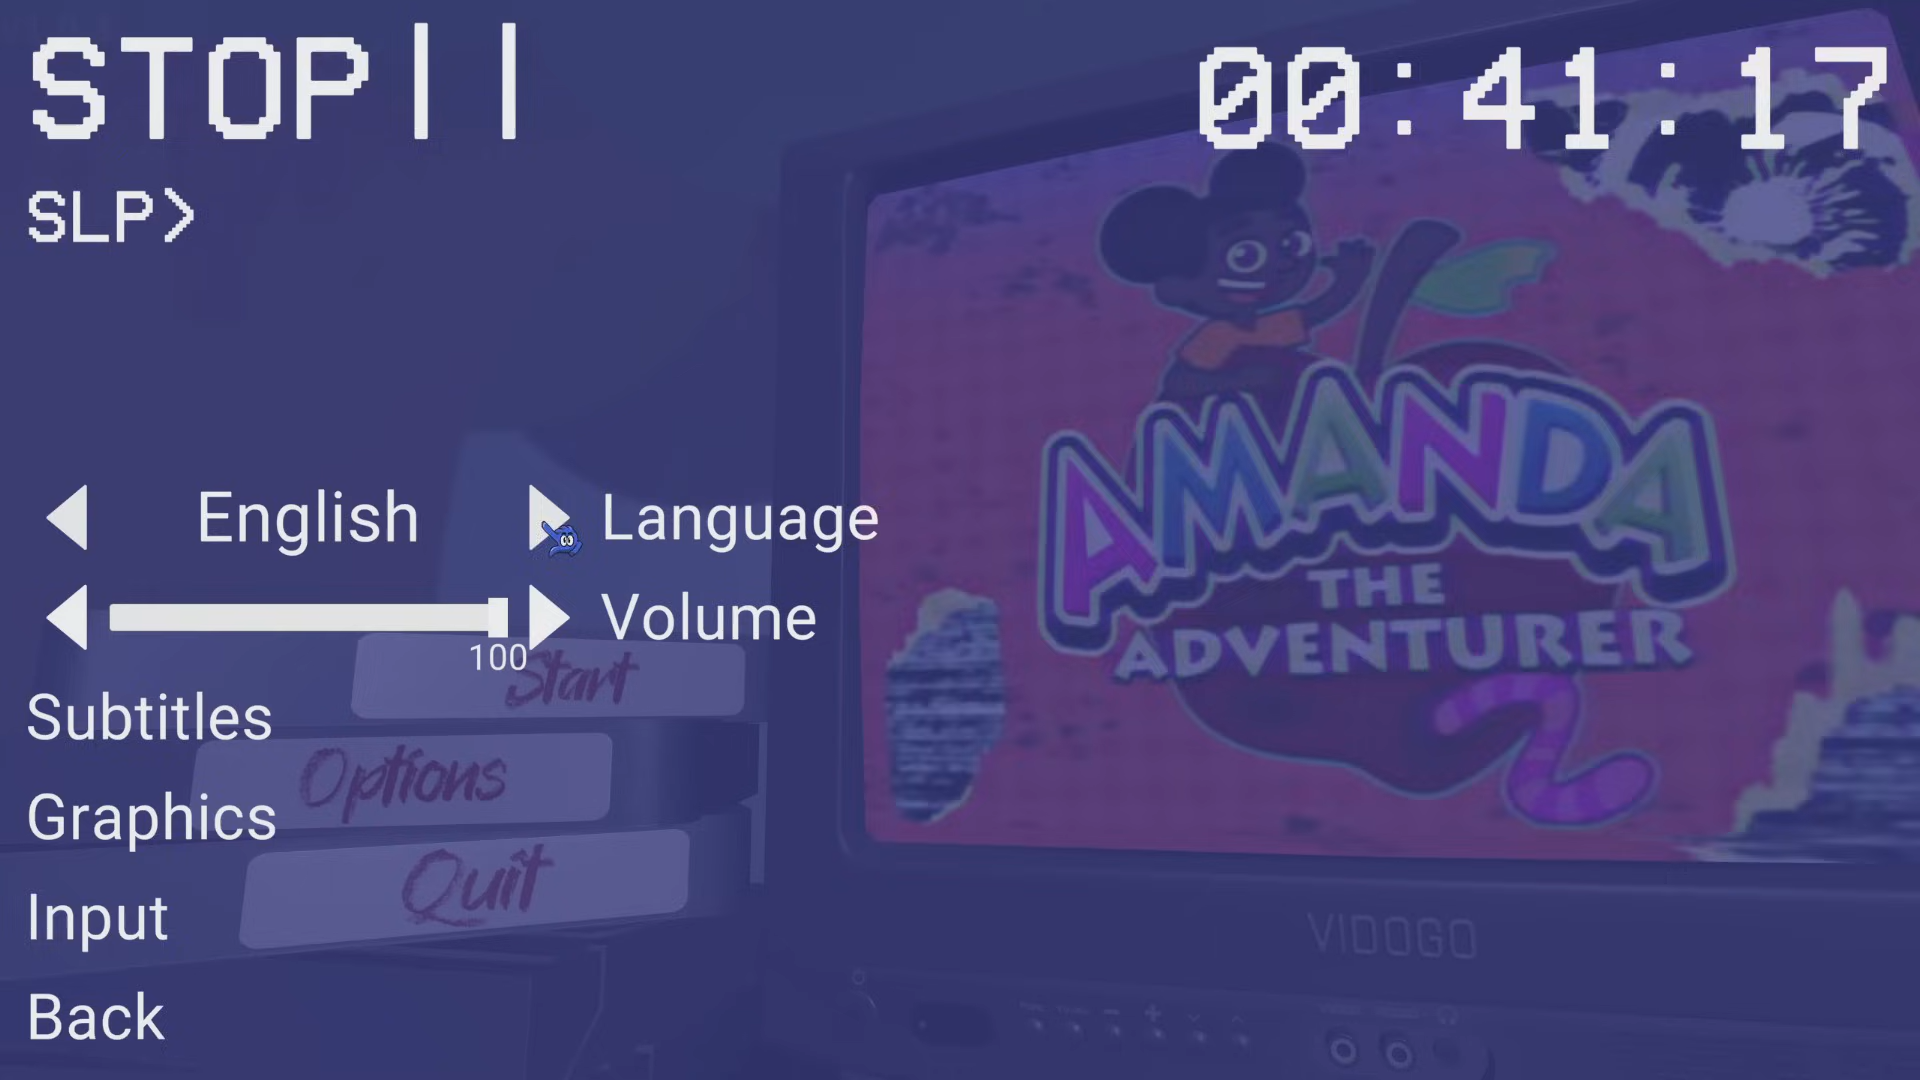 STOP||
00:41:17
SLP>
English
Language
Volume
100
Start
Subtitles
Options
Graphics
Quit
Input
Back
AMANDA
THE
ADVENTURER
VIDOGO